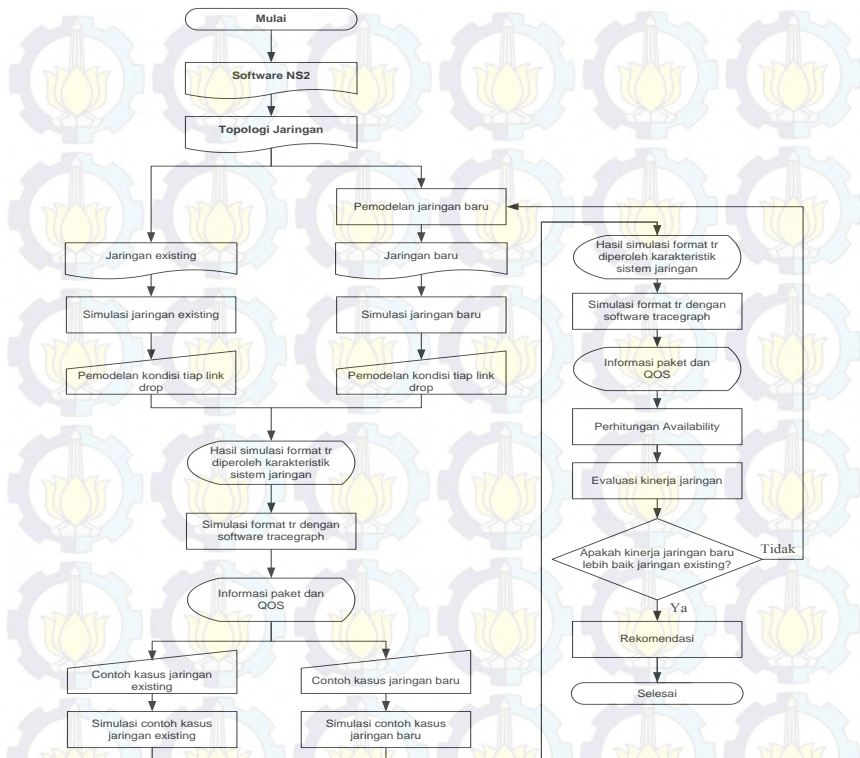 Mulai
Software NS2
Topologi Jaringan
Pemodelan jaringan baru
Jaringan existing
Jaringan baru
Simulasi jaringan existing
Simulasi jaringan baru
Pemodelan kondisi tiap link
drop
Pemodelan kondisi tiap link
drop
Hasil simulasi format tr
diperoleh karakteristik
sistem jaringan
Simulasi format tr dengan
software tracegraph
Informasi paket dan
QOS
Contoh kasus jaringan
existing
Contoh kasus jaringan baru
Simulasi contoh kasus
jaringan existing
Simulasi contoh kasus
jaringan baru
Hasil simulasi format tr
diperoleh karakteristik
sistem jaringan
Simulasi format tr dengan
software tracegraph
Informasi paket dan
QOS
Perhitungan Availability
Evaluasi kinerja jaringan
Apakah kinerja jaringan baru
lebih baik jaringan existing?
Tidak
Ya
Rekomendasi
Selesai